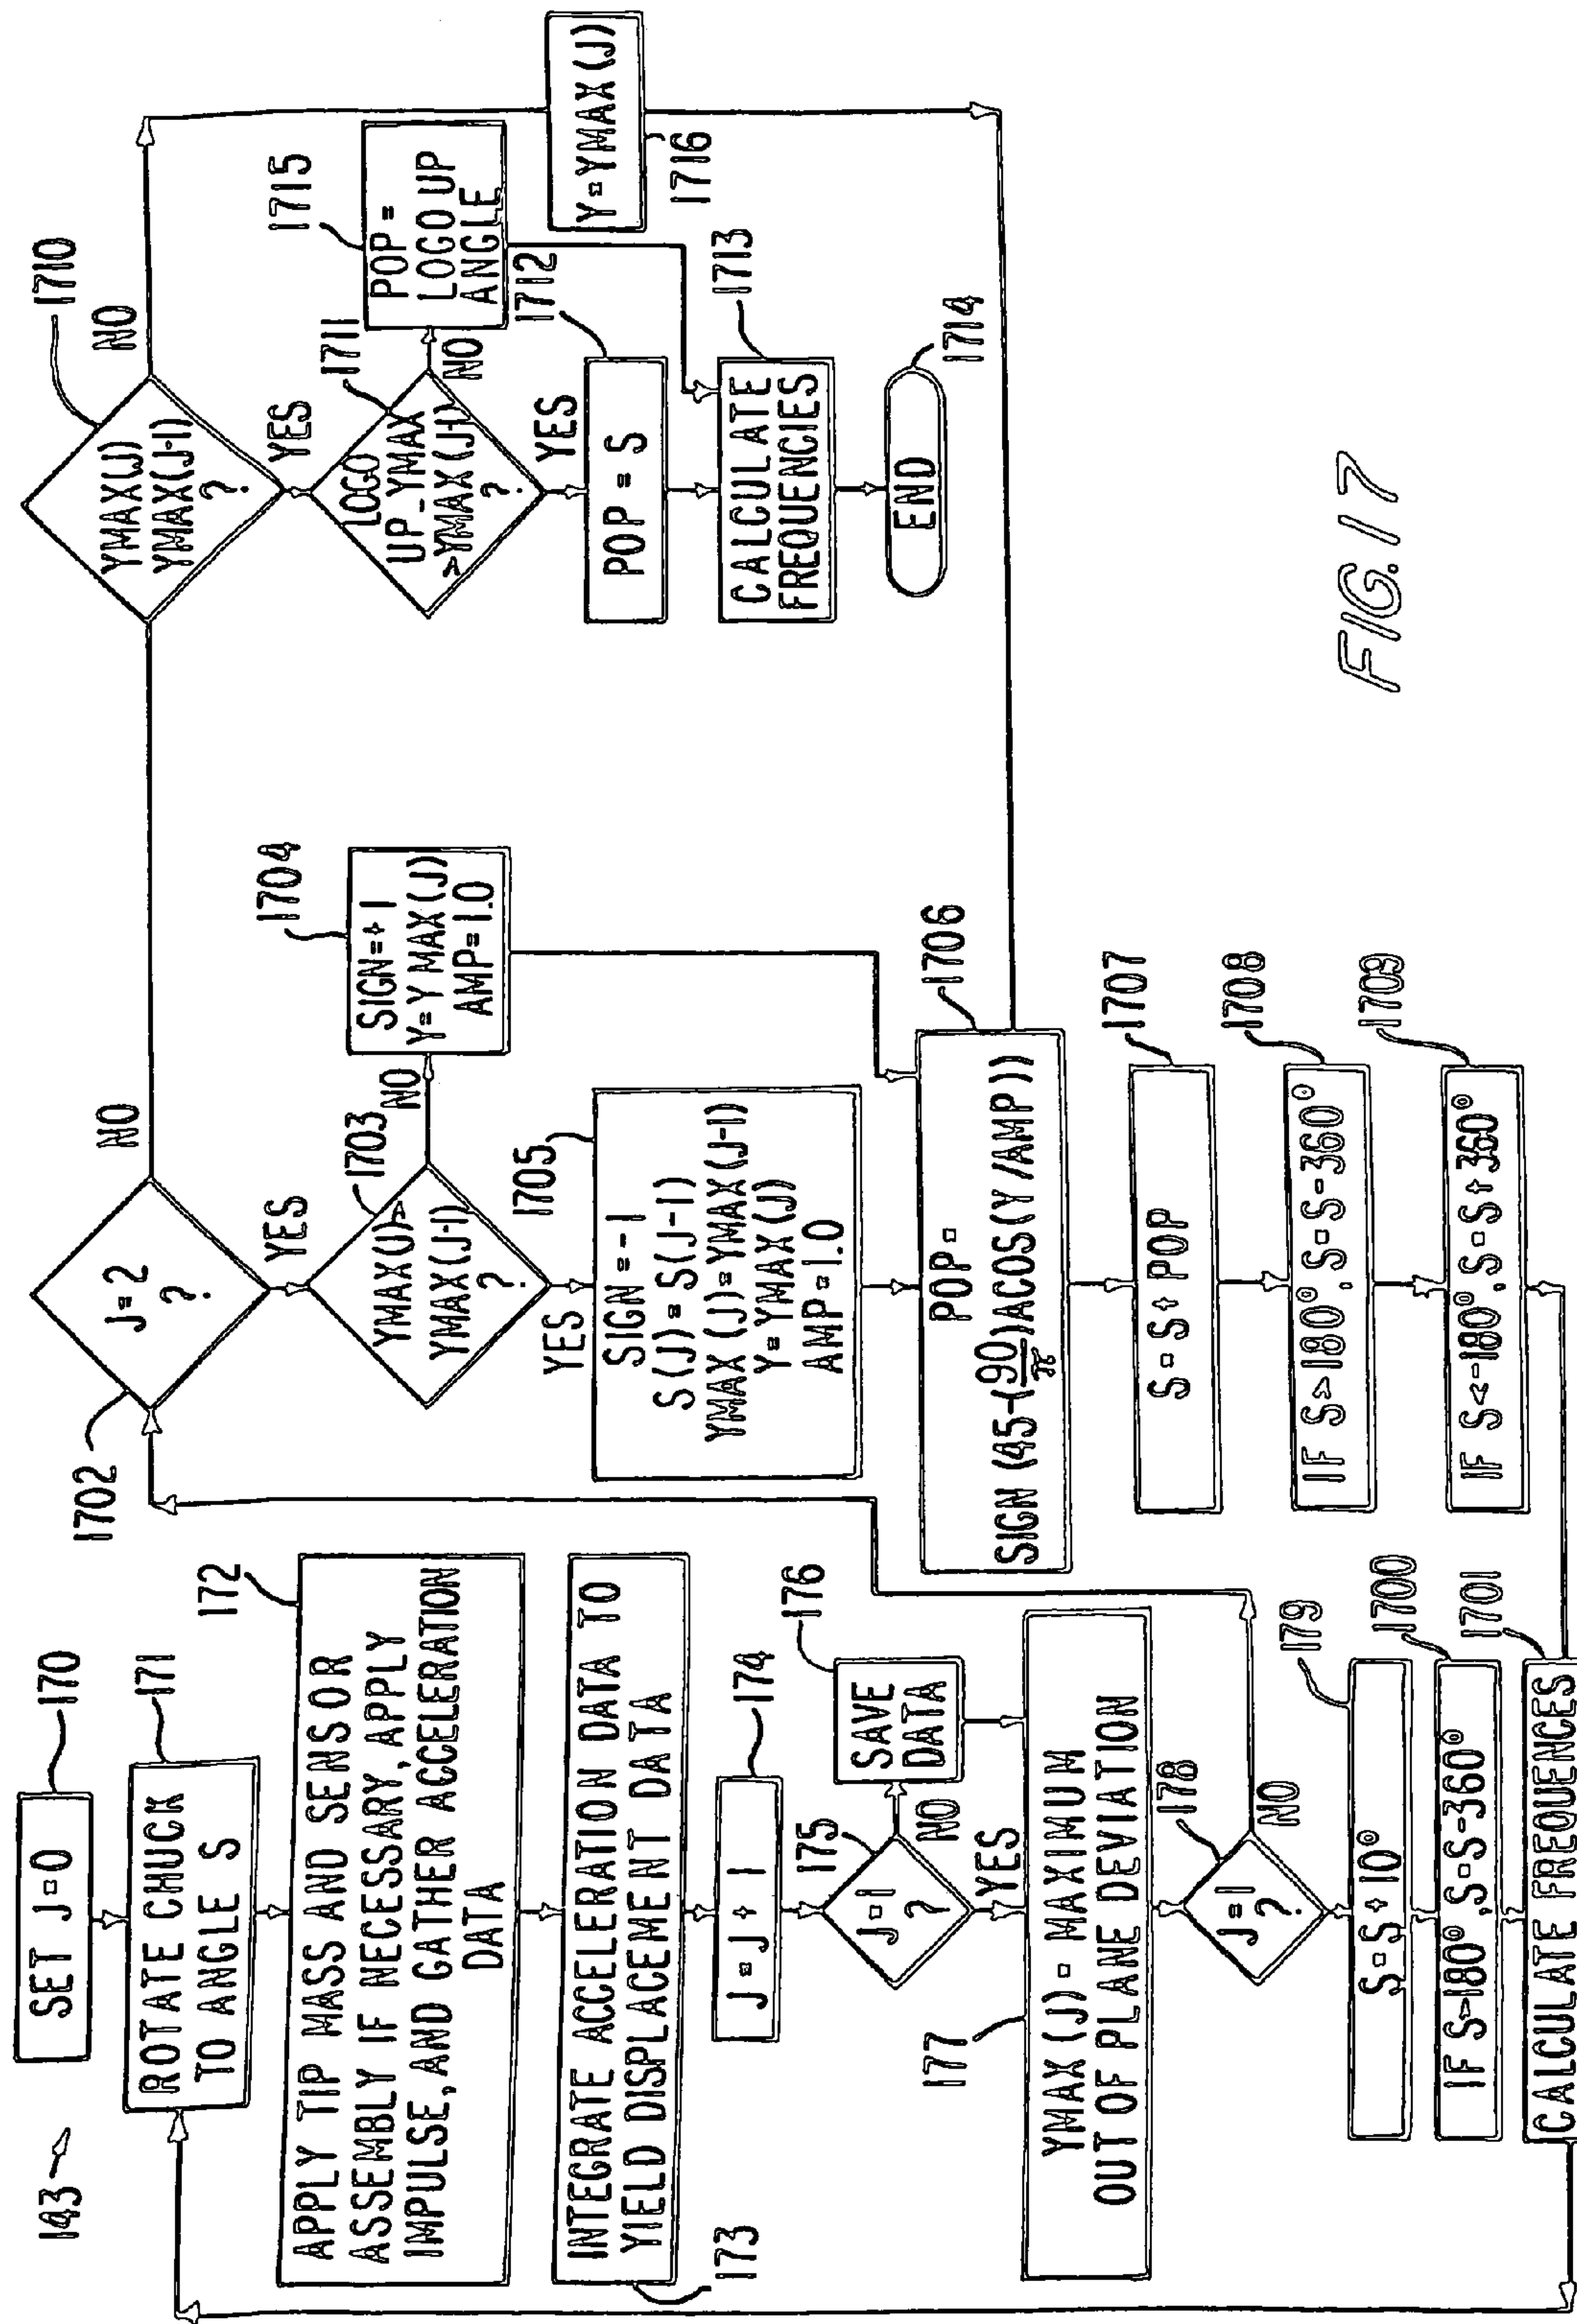 143
SET J=0
170
ROTATE CHUCK
TO ANGLE S
171
APPLY TIP MASS AND SENSOR
ASSEMBLY IF NECESSARY, APPLY
IMPULSE, AND GATHER ACCELERATION
DATA
172
INTEGRATE ACCELERATION DATA TO
YIELD DISPLACEMENT DATA
173
J = J + 1
174
J=1
?
175
NO
YES
SAVE
DATA
176
YMAX (J) = MAXIMUM
OUT OF PLANE DEVIATION
177
J=1
?
178
NO
S=S+10°
179
IF S>180°, S=S-360°
1700
CALCULATE FREQUENCES
1701
1702
J=2
?
NO
YES
YMAX(J)<
YMAX(J-1)
?
1703
NO
YES
SIGN=+1
Y=Y MAX(J)
AMP=1.0
1704
1705
SIGN=-1
S(J)=S(J-1)
YMAX(J)=YMAX(J-1)
Y=YMAX(J)
AMP=1.0
POP=
SIGN (45-(90/π)ACOS(Y/AMP))
1706
S=S+POP
1707
IF S>180°, S=S-360°
1708
IF S<-180°, S=S+360°
1709
YMAX(J)
YMAX(J-1)
?
1710
NO
YES
LOGO
UP_YMAX
>YMAX(J-1)
?
1711
NO
YES
POP =
LOGO UP
ANGLE
1715
POP = S
1712
CALCULATE
FREQUENCIES
1713
END
1714
Y=YMAX(J)
1716
FIG. 17